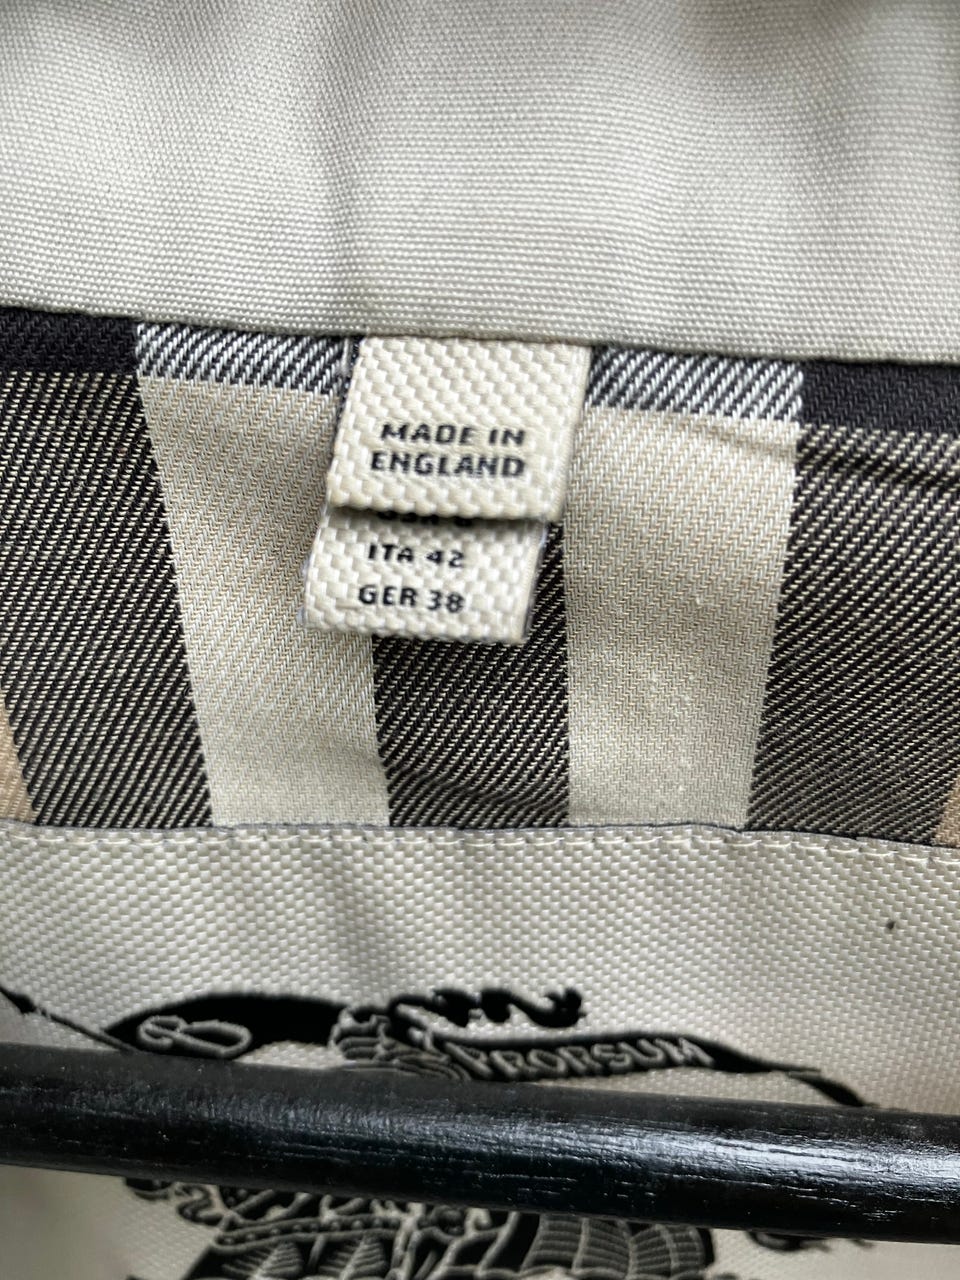 MADE IN
ENGLAND
ITA 42
GER 38
PRORSUM